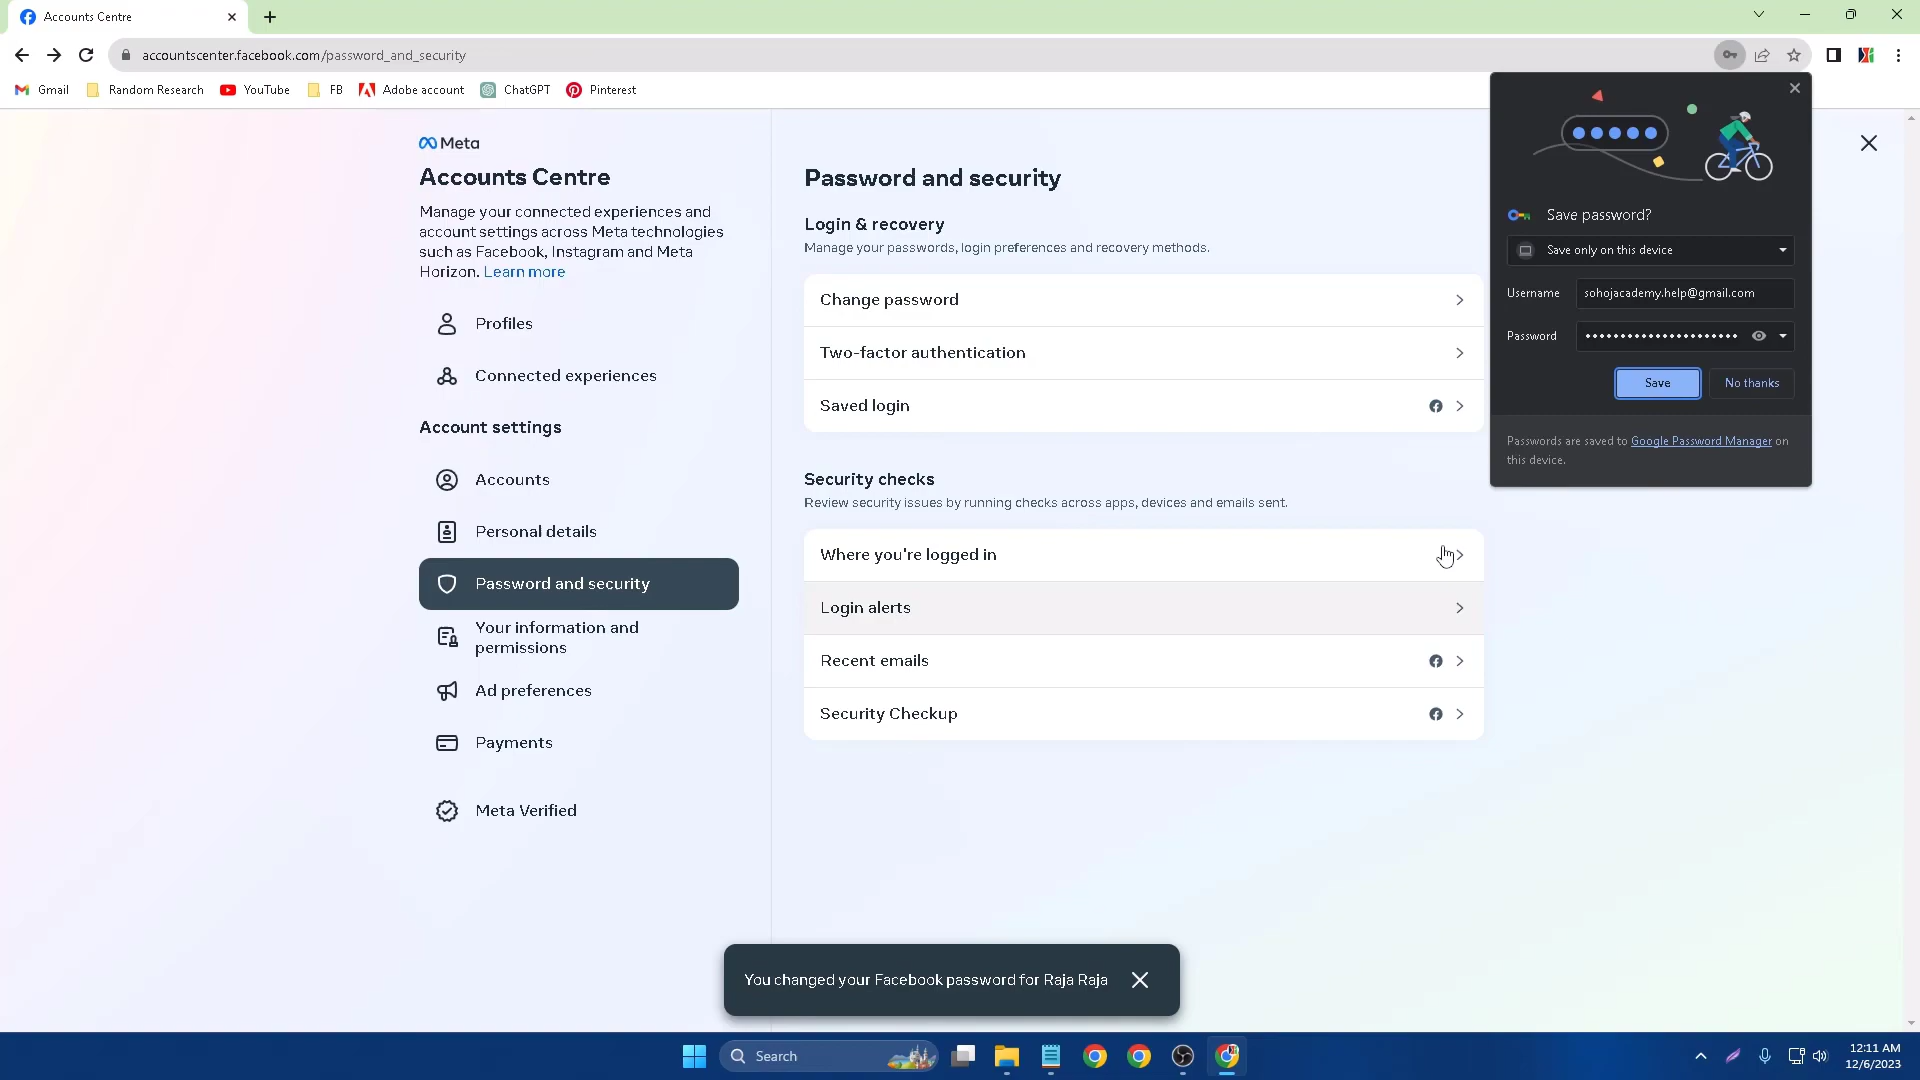 Accounts Centre
accountscenter.facebook.com/password_and_security
Gmail
Random Research
YouTube
FB
Adobe account
ChatGPT
Pinterest
Meta
Accounts Centre
Manage your connected experiences and
account settings across Meta technologies
such as Facebook, Instagram and Meta
Horizon. Learn more
Profiles
Connected experiences
Account settings
Accounts
Personal details
Password and security
Your information and
permissions
Ad preferences
Payments
Meta Verified
Password and security
Login & recovery
Manage your passwords, login preferences and recovery methods.
Change password
Two-factor authentication
Saved login
Security checks
Review security issues by running checks across apps, devices and emails sent.
Where you're logged in
Login alerts
Recent emails
Security Checkup
Save password?
Save only on this device
Username sohojacademy.help@gmail.com
Password ••••••••••••••••••••••
Save No thanks
Passwords are saved to Google Password Manager on
this device.
You changed your Facebook password for Raja Raja
Search
12:11 AM
12/6/2023